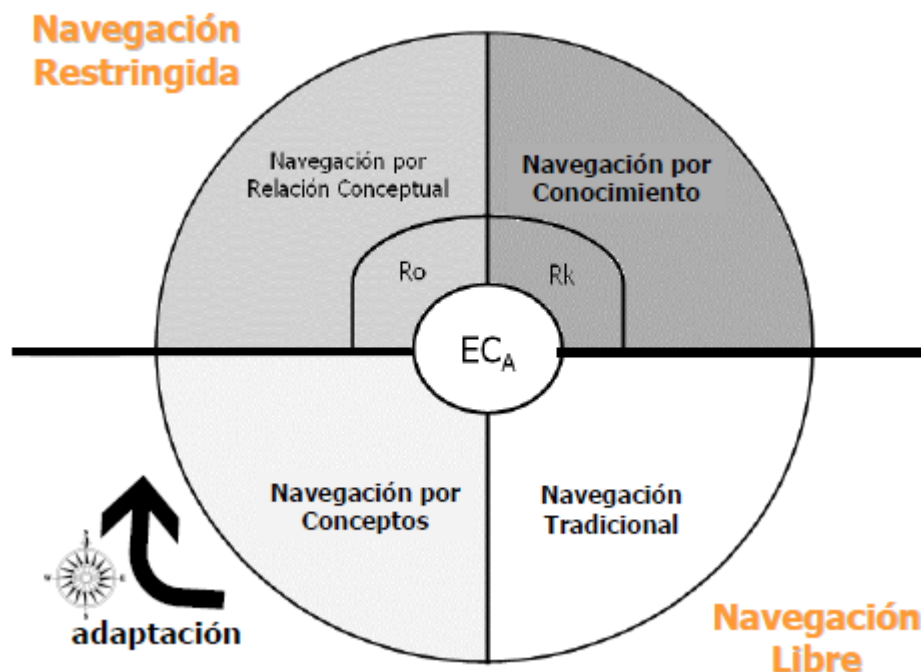 Navegación
Restringida
Navegación por
Relación Conceptual
Navegación por
Conocimiento
Ro
Rk
EC_A
Navegación por
Conceptos
Navegación
Tradicional
adaptación
Navegación
Libre